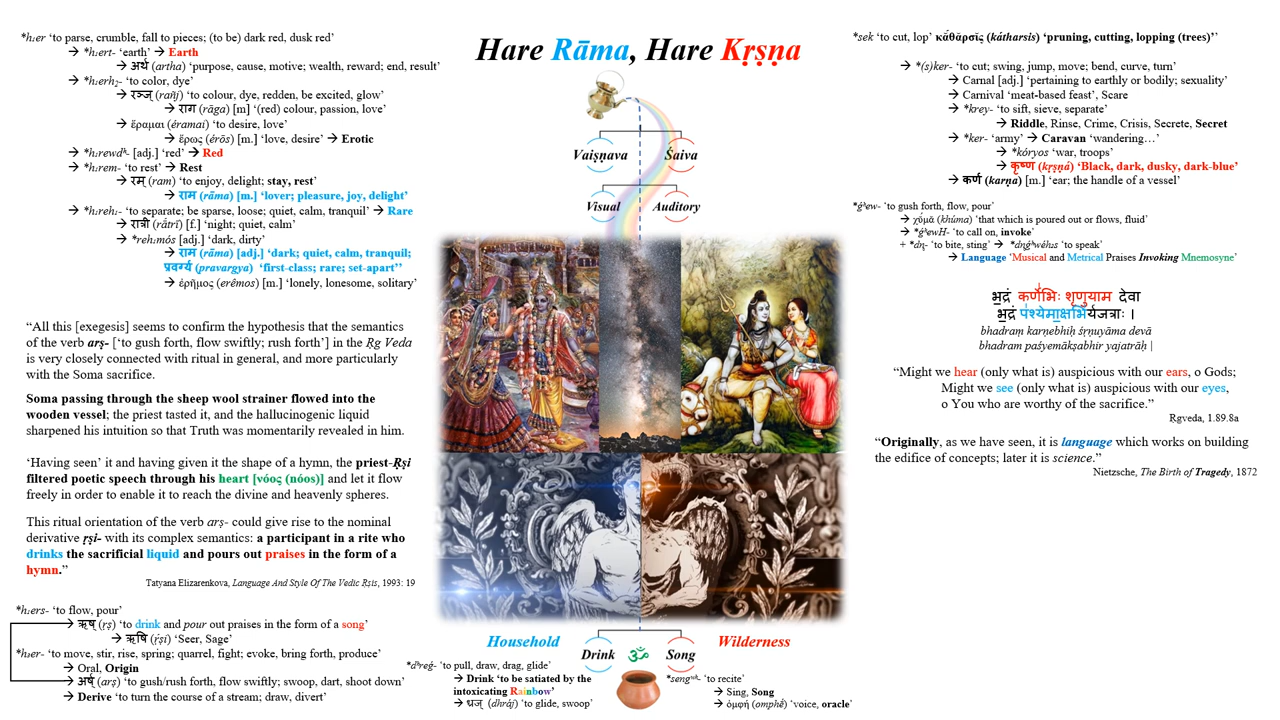 Hare Rāma, Hare Kṛṣṇa
*h₁er 'to parse, crumble, fall to pieces; (to be) dark red, dusk red'
→ *h₁ert- 'earth' → Earth
→ अर्थ (artha) 'purpose, cause, motive; wealth, reward; end, result'
→ *h₁erh₂- 'to color, dye'
→ रञ्ज् (rañj) 'to colour, dye, redden, be excited, glow'
→ राग (rāga) [m] '(red) colour, passion, love'
→ ἔραμαι (éramai) 'to desire, love'
→ ἔρως (érōs) [m.] 'love, desire' → Erotic
→ *h₁rewdʰ- [adj.] 'red' → Red
→ *h₁rem- 'to rest' → Rest
→ रम् (ram) 'to enjoy, delight; stay, rest'
→ राम (rāma) [m.] 'lover; pleasure, joy, delight'
→ *h₁reh₁- 'to separate; be sparse, loose; quiet, calm, tranquil' → Rare
→ रात्री (rātrī) [f.] 'night; quiet, calm'
→ *reh₁mós [adj.] 'dark, dirty'
→ राम (rāma) [adj.] 'dark; quiet, calm, tranquil;
प्रवर्ग्य (pravargya) 'first-class; rare; set-apart''
→ ἐρῆμος (erêmos) [m.] 'lonely, lonesome, solitary'
"All this [exegesis] seems to confirm the hypothesis that the semantics
of the verb arṣ- ['to gush forth, flow swiftly; rush forth'] in the Ṛg Veda
is very closely connected with ritual in general, and more particularly
with the Soma sacrifice.
Soma passing through the sheep wool strainer flowed into the
wooden vessel; the priest tasted it, and the hallucinogenic liquid
sharpened his intuition so that Truth was momentarily revealed in him.
'Having seen' it and having given it the shape of a hymn, the priest-Ṛṣi
filtered poetic speech through his heart [νόος (nóos)] and let it flow
freely in order to enable it to reach the divine and heavenly spheres.
This ritual orientation of the verb arṣ- could give rise to the nominal
derivative ṛṣi- with its complex semantics: a participant in a rite who
drinks the sacrificial liquid and pours out praises in the form of a
hymn."
Tatyana Elizarenkova, Language And Style Of The Vedic Ṛṣis, 1993: 19
*h₁ers- 'to flow, pour'
→ ऋष् (ṛṣ) 'to drink and pour out praises in the form of a song'
→ ऋषि (ṛ́ṣi) 'Seer, Sage'
*h₃er- 'to move, stir, rise, spring; quarrel, fight; evoke, bring forth, produce'
→ Oral, Origin
→ अर्ष् (arṣ) 'to gush/rush forth, flow swiftly; swoop, dart, shoot down'
→ Derive 'to turn the course of a stream; draw, divert'
Vaiṣṇava
Śaiva
Visual
Auditory
Household
Wilderness
Drink
ॐ
Song
*dʰreǵ- 'to pull, draw, drag, glide'
→ Drink 'to be satiated by the
intoxicating Rainbow'
→ ध्रज् (dhráj) 'to glide, swoop'
*sengʷʰ- 'to recite'
→ Sing, Song
→ ὀμφή (omphḗ) 'voice, oracle'
*sek 'to cut, lop' κᾰ́θᾰρσῐς (kátharsis) 'pruning, cutting, lopping (trees)''
→ *(s)ker- 'to cut; swing, jump, move; bend, curve, turn'
→ Carnal [adj.] 'pertaining to earthly or bodily; sexuality'
→ Carnival 'meat-based feast', Scare
→ *krey- 'to sift, sieve, separate'
→ Riddle, Rinse, Crime, Crisis, Secrete, Secret
→ *ker- 'army' → Caravan 'wandering…'
→ *kóryos 'war, troops'
→ कृष्ण (kṛṣṇá) 'Black, dark, dusky, dark-blue'
→ कर्ण (karṇa) [m.] 'ear; the handle of a vessel'
*ǵʰew- 'to gush forth, flow, pour'
→ χῦμᾰ (khûma) 'that which is poured out or flows, fluid'
→ *ǵʰewH- 'to call on, invoke'
+ *dn̥- 'to bite, sting' → *dn̥ǵʰwéh₂s 'to speak'
→ Language 'Musical and Metrical Praises Invoking Mnemosyne'
भ॒द्रं कर्णे॑भिः शृणुयाम देवा
भ॒द्रं प॑श्येमा॒क्षभि॑र्यजत्राः ।
bhadraṃ karṇebhiḥ śṛṇuyāma devā
bhadram paśyemākṣabhir yajatrāḥ |
"Might we hear (only what is) auspicious with our ears, o Gods;
Might we see (only what is) auspicious with our eyes,
o You who are worthy of the sacrifice."
Ṛgveda, 1.89.8a
"Originally, as we have seen, it is language which works on building
the edifice of concepts; later it is science."
Nietzsche, The Birth of Tragedy, 1872